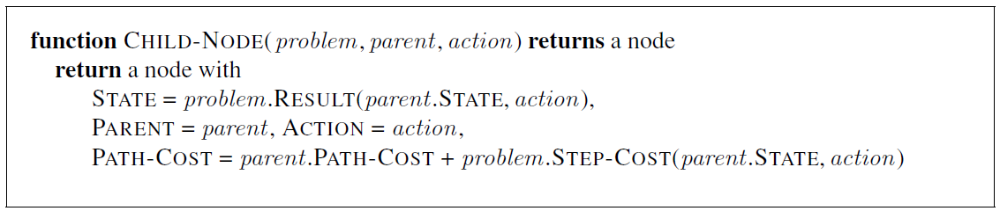 function CHILD-NODE(problem, parent, action) returns a node
return a node with
STATE = problem.RESULT(parent.STATE, action),
PARENT = parent, ACTION = action,
PATH-COST = parent.PATH-COST + problem.STEP-COST(parent.STATE, action)